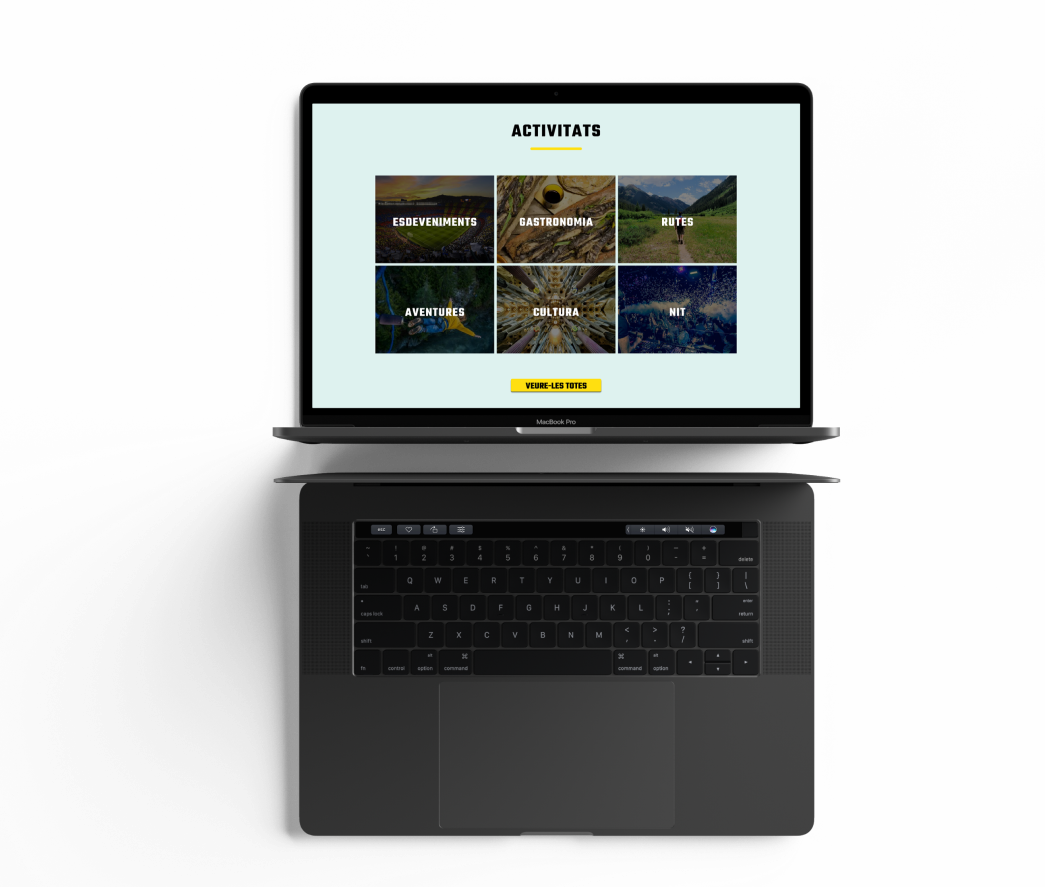 ACTIVITATS
ESDEVENIMENTS GASTRONOMIA RUTES
AVENTURES CULTURA NIT
VEURE-LES TOTES
MacBook Pro
esc
~ ! @ # $ % ^ & * ( ) — +
` 1 2 3 4 5 6 7 8 9 0 - = delete
tab Q W E R T Y U I O P { [ } ] | \
caps lock A S D F G H J K L : ; " ' enter return
shift Z X C V B N M < , > . ? / shift
fn control alt option ⌘ command ⌘ command alt option